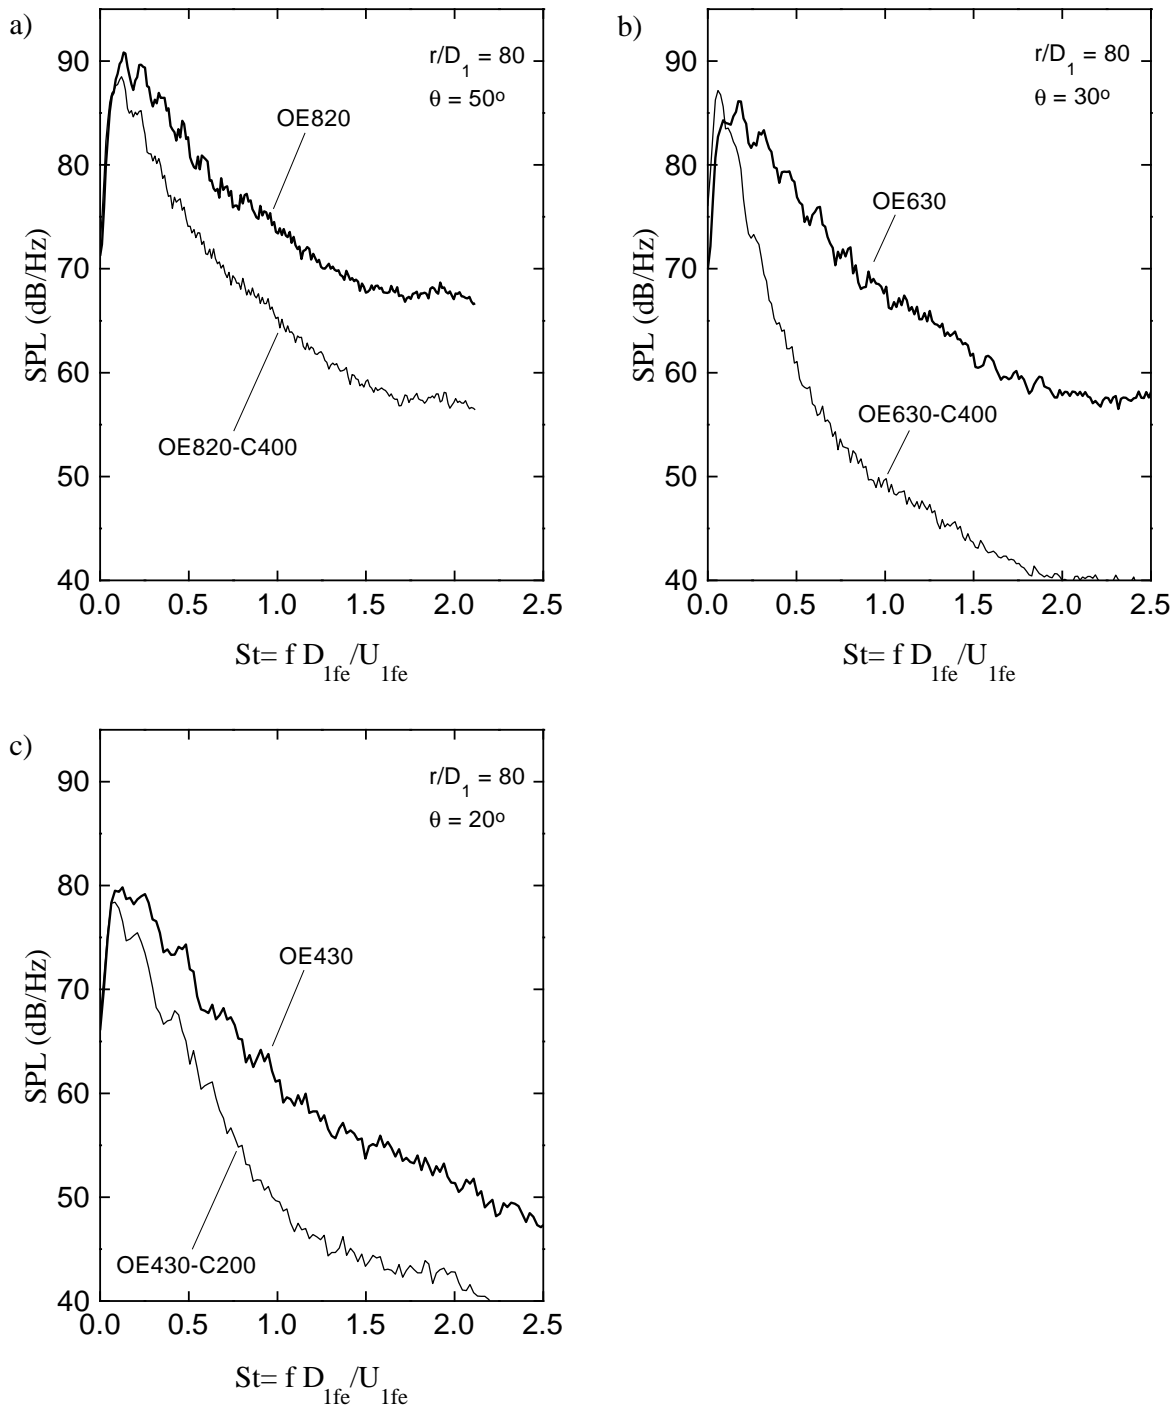 a)
r/D1 = 80
θ = 50º
OE820
OE820-C400
SPL (dB/Hz)
90
80
70
60
50
40
0.0 0.5 1.0 1.5 2.0 2.5
St= f D1fe/U1fe
b)
r/D1 = 80
θ = 30º
OE630
OE630-C400
SPL (dB/Hz)
90
80
70
60
50
40
0.0 0.5 1.0 1.5 2.0 2.5
St= f D1fe/U1fe
c)
r/D1 = 80
θ = 20º
OE430
OE430-C200
SPL (dB/Hz)
90
80
70
60
50
40
0.0 0.5 1.0 1.5 2.0 2.5
St= f D1fe/U1fe